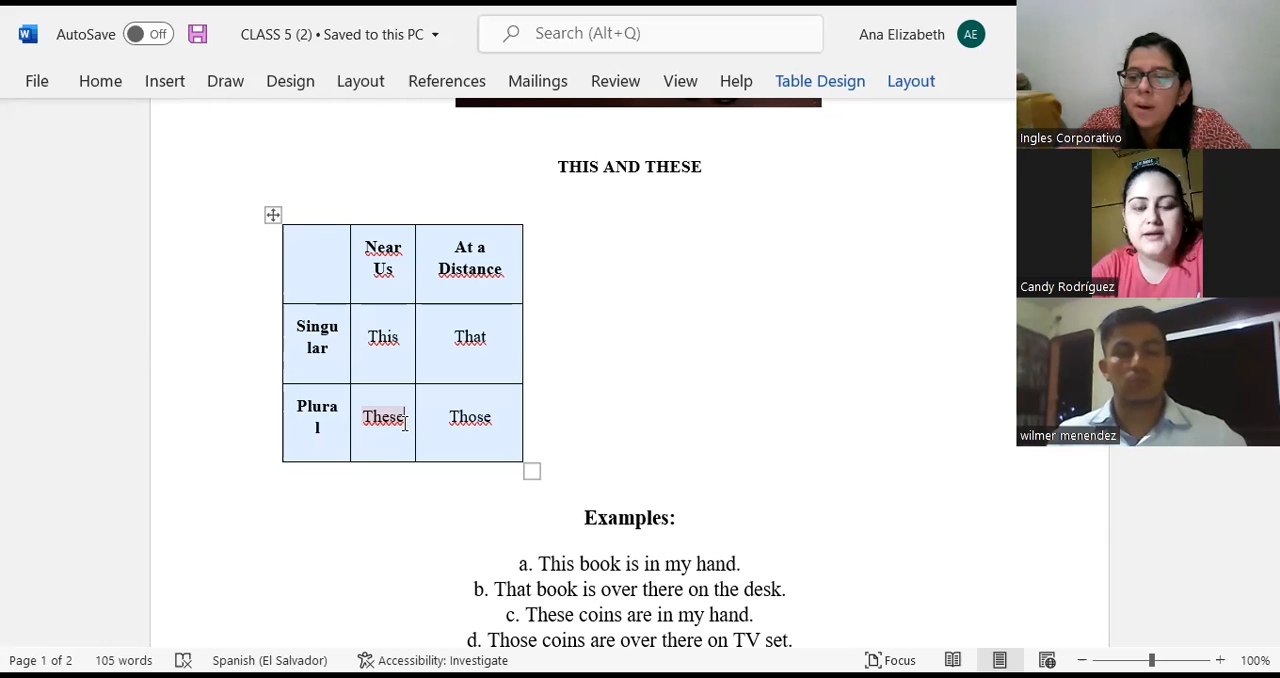 AutoSave Off CLASS 5 (2) • Saved to this PC Search (Alt+Q) Ana Elizabeth AE
File Home Insert Draw Design Layout References Mailings Review View Help Table Design Layout
THIS AND THESE
Near
Us
At a
Distance
Singu
lar
This
That
Plura
l
These
Those
Examples:
a. This book is in my hand.
b. That book is over there on the desk.
c. These coins are in my hand.
d. Those coins are over there on TV set.
Page 1 of 2 105 words Spanish (El Salvador) Accessibility: Investigate Focus 100%
Ingles Corporativo
Candy Rodríguez
wilmer menendez